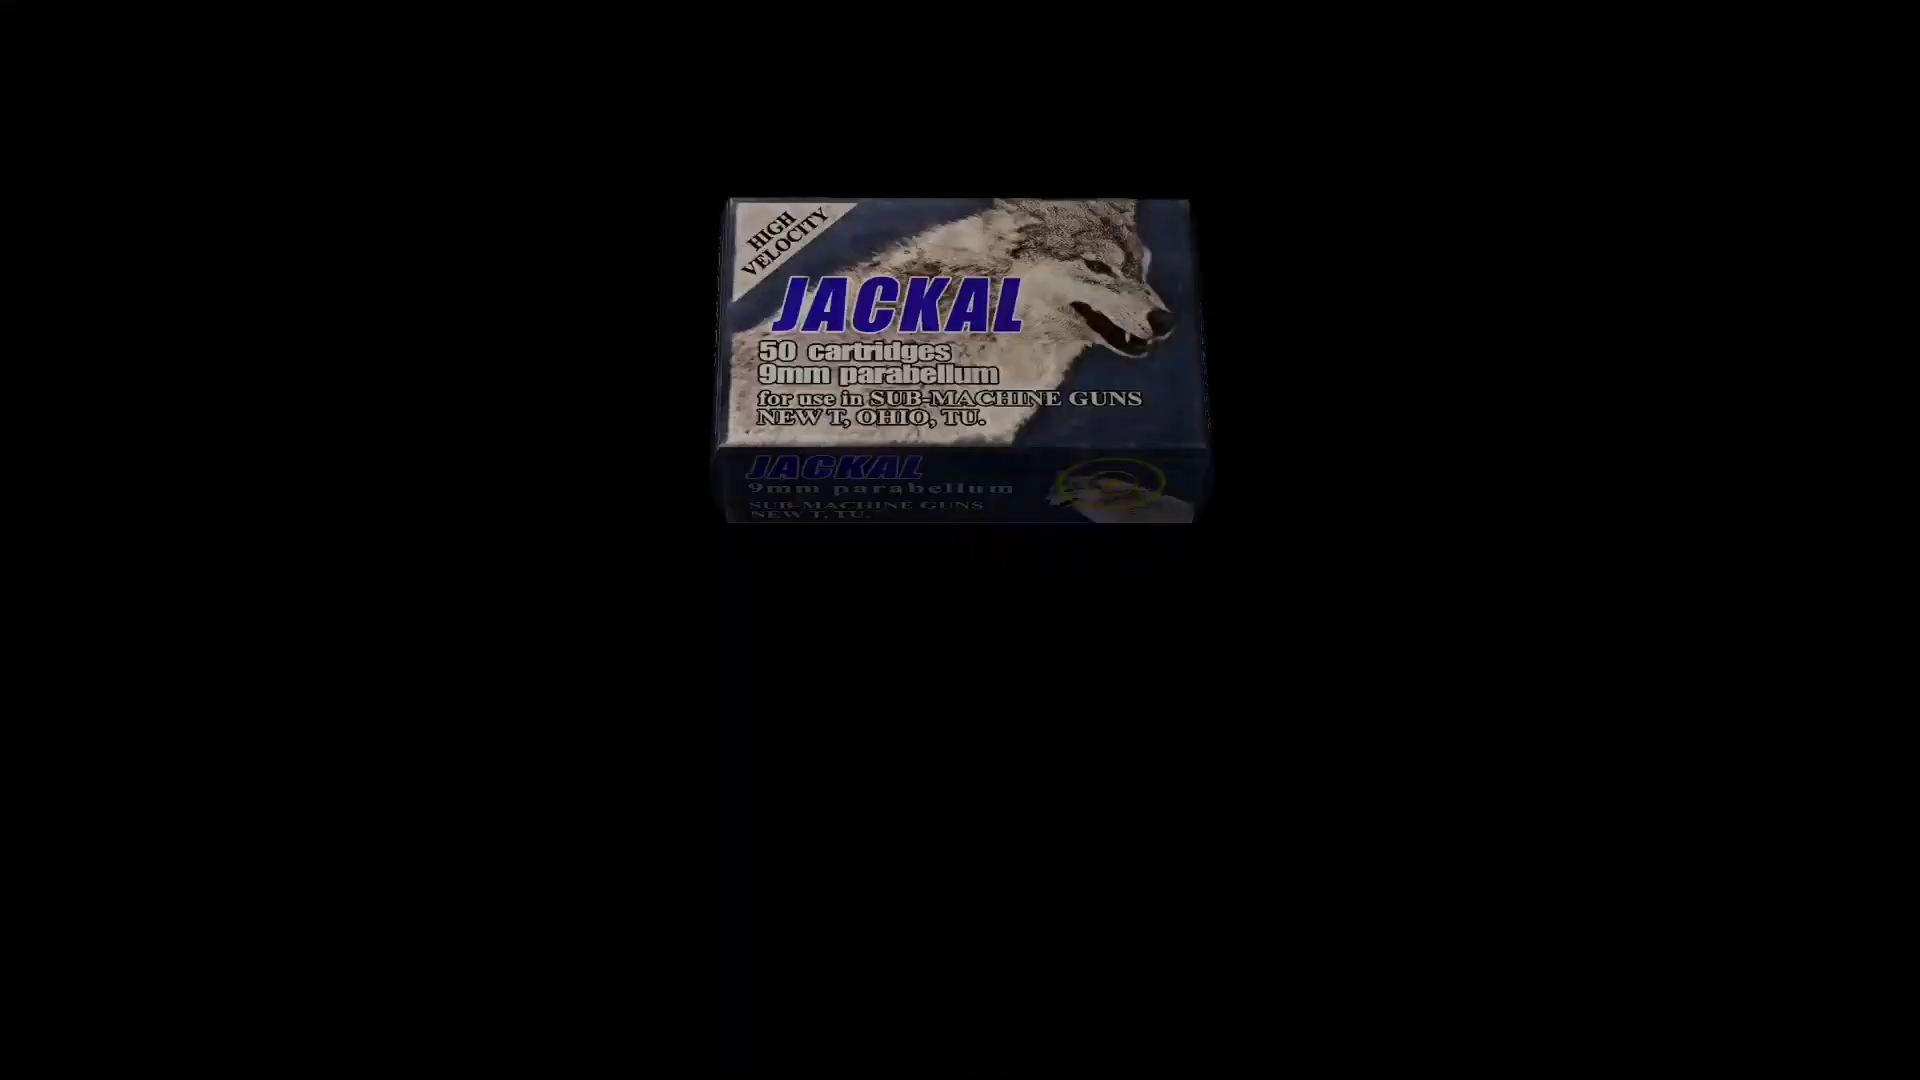 HIGH
VELOCITY
JACKAL
50 cartridges
9mm parabellum
for use in SUB-MACHINE GUNS
NEW T, OHIO, TU.
JACKAL
9mm parabellum
SUB-MACHINE GUNS
NEW T, TU.